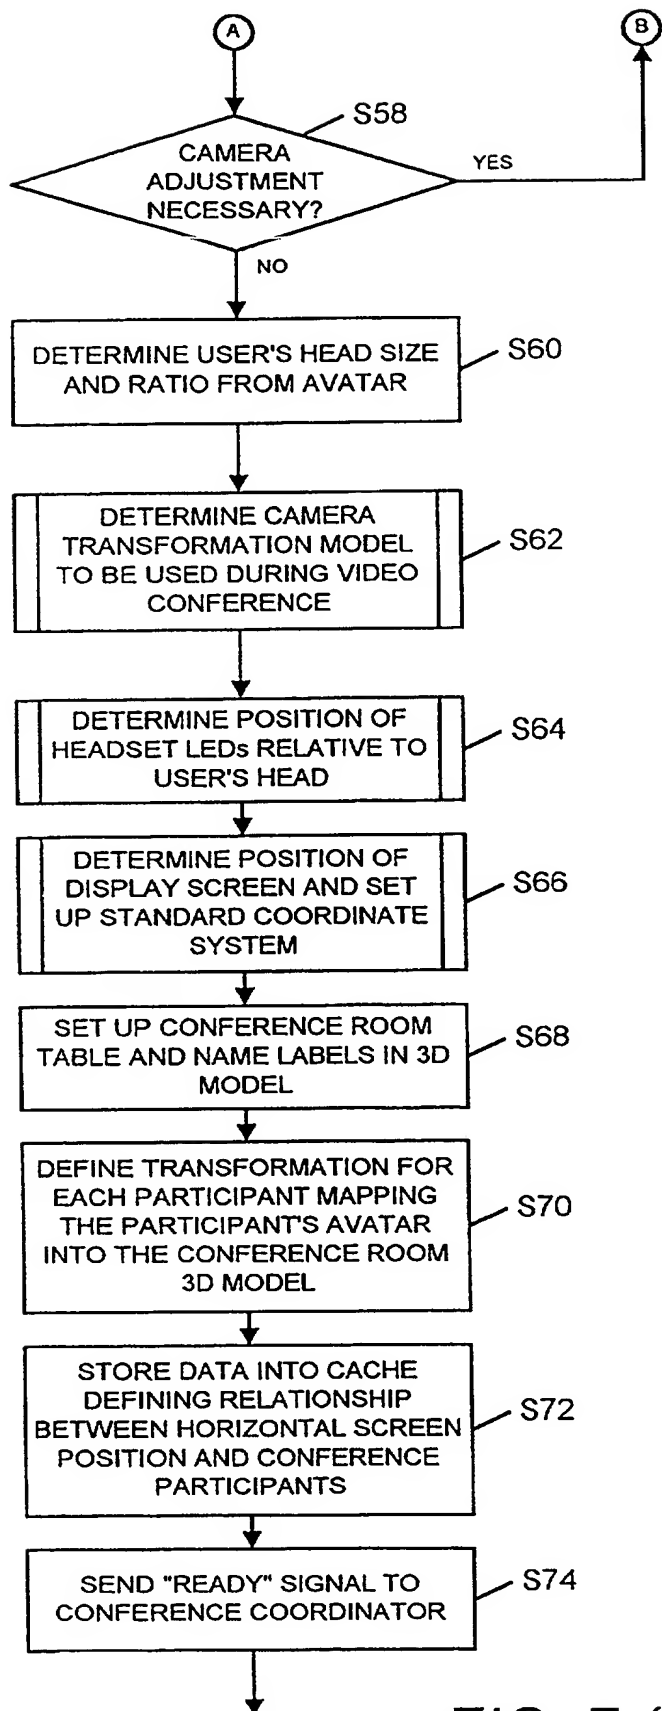 A
B
S58
CAMERA
ADJUSTMENT
NECESSARY?
YES
NO
DETERMINE USER'S HEAD SIZE
AND RATIO FROM AVATAR
S60
DETERMINE CAMERA
TRANSFORMATION MODEL
TO BE USED DURING VIDEO
CONFERENCE
S62
DETERMINE POSITION OF
HEADSET LEDs RELATIVE TO
USER'S HEAD
S64
DETERMINE POSITION OF
DISPLAY SCREEN AND SET
UP STANDARD COORDINATE
SYSTEM
S66
SET UP CONFERENCE ROOM
TABLE AND NAME LABELS IN 3D
MODEL
S68
DEFINE TRANSFORMATION FOR
EACH PARTICIPANT MAPPING
THE PARTICIPANT'S AVATAR
INTO THE CONFERENCE ROOM
3D MODEL
S70
STORE DATA INTO CACHE
DEFINING RELATIONSHIP
BETWEEN HORIZONTAL SCREEN
POSITION AND CONFERENCE
PARTICIPANTS
S72
SEND "READY" SIGNAL TO
CONFERENCE COORDINATOR
S74